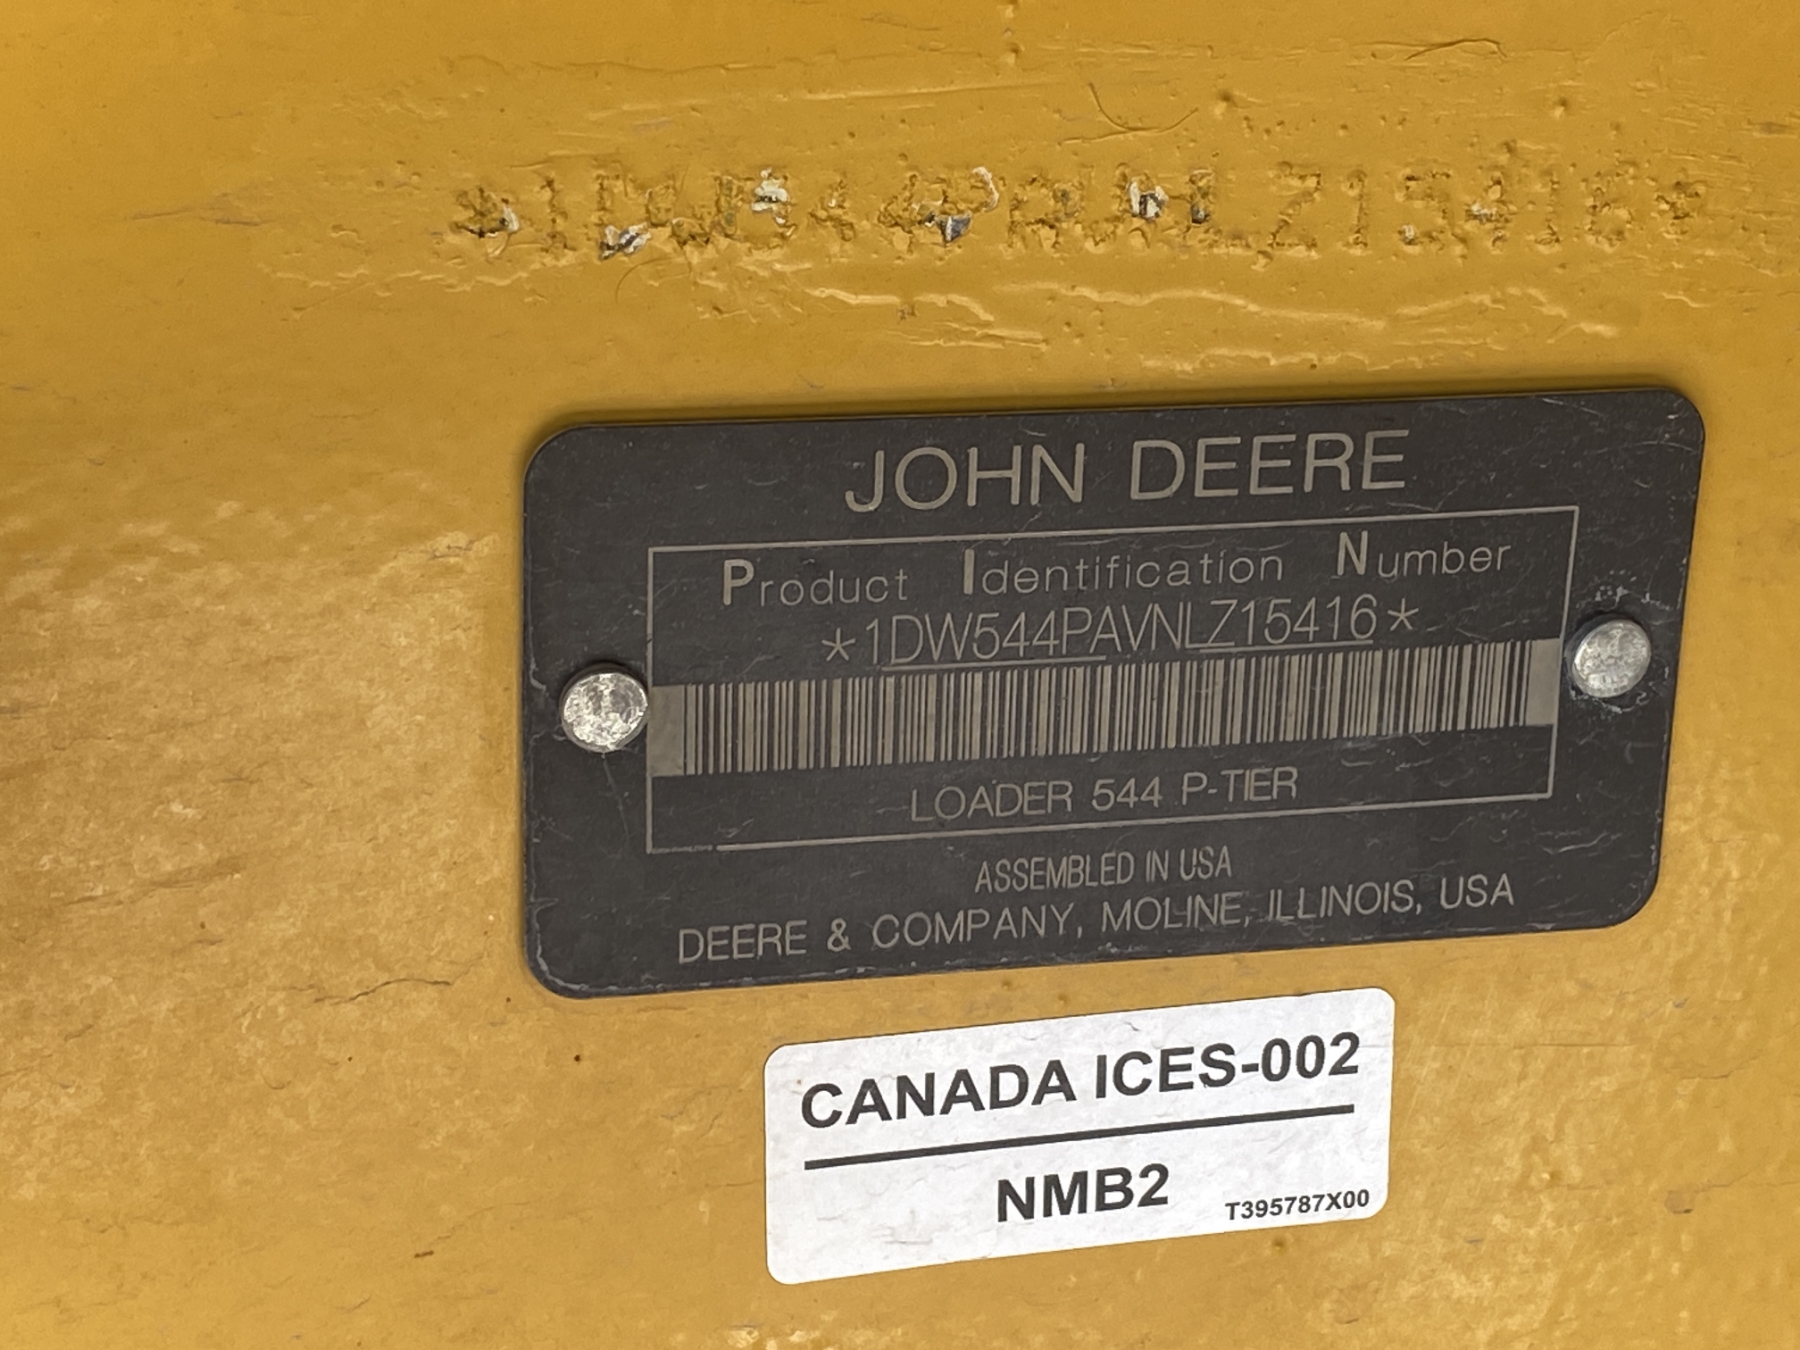 *1DW544PAVNLZ15416*
JOHN DEERE
Product Identification Number
*1DW544PAVNLZ15416*
LOADER 544 P-TIER
ASSEMBLED IN USA
DEERE & COMPANY, MOLINE, ILLINOIS, USA
CANADA ICES-002
NMB2
T395787X00